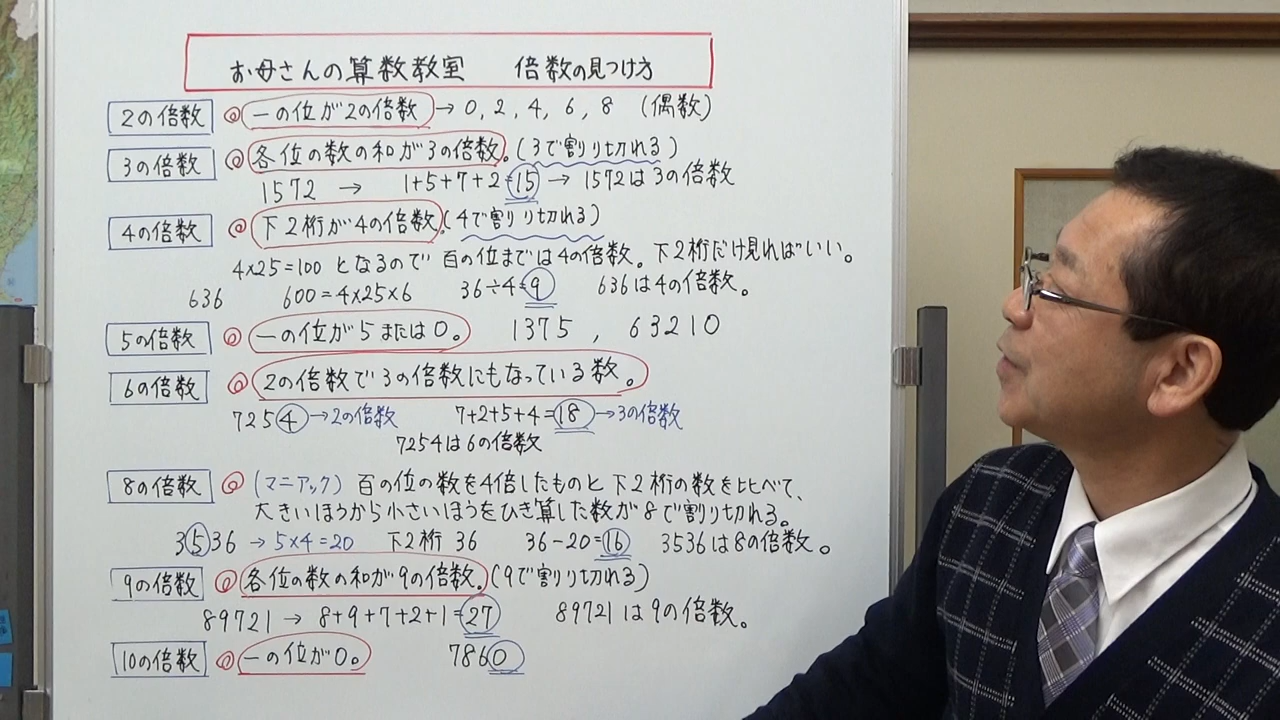 お母さんの算数教室　倍数の見つけ方
2の倍数 ◎ 一の位が2の倍数 → 0, 2, 4, 6, 8 (偶数)
3の倍数 ◎ 各位の数の和が3の倍数。(3で割り切れる)
1572 → 1+5+7+2=15 → 1572は3の倍数
4の倍数 ◎ 下2桁が4の倍数。(4で割り切れる)
4×25=100 となるので 百の位までは4の倍数。下2桁だけ見ればいい。
636 600=4×25×6 36÷4=9 636は4の倍数。
5の倍数 ◎ 一の位が5または0。 1375 , 63210
6の倍数 ◎ 2の倍数で3の倍数にもなっている数。
7254→2の倍数 7+2+5+4=18→3の倍数
7254は6の倍数
8の倍数 ◎ (マニアック) 百の位の数を4倍したものと下2桁の数を比べて、
大きいほうから小さいほうをひき算した数が8で割り切れる。
3536 → 5×4=20 下2桁 36 36-20=16 3536は8の倍数。
9の倍数 ◎ 各位の数の和が9の倍数。(9で割り切れる)
89721 → 8+9+7+2+1=27 89721は9の倍数。
10の倍数 ◎ 一の位が0。 7860